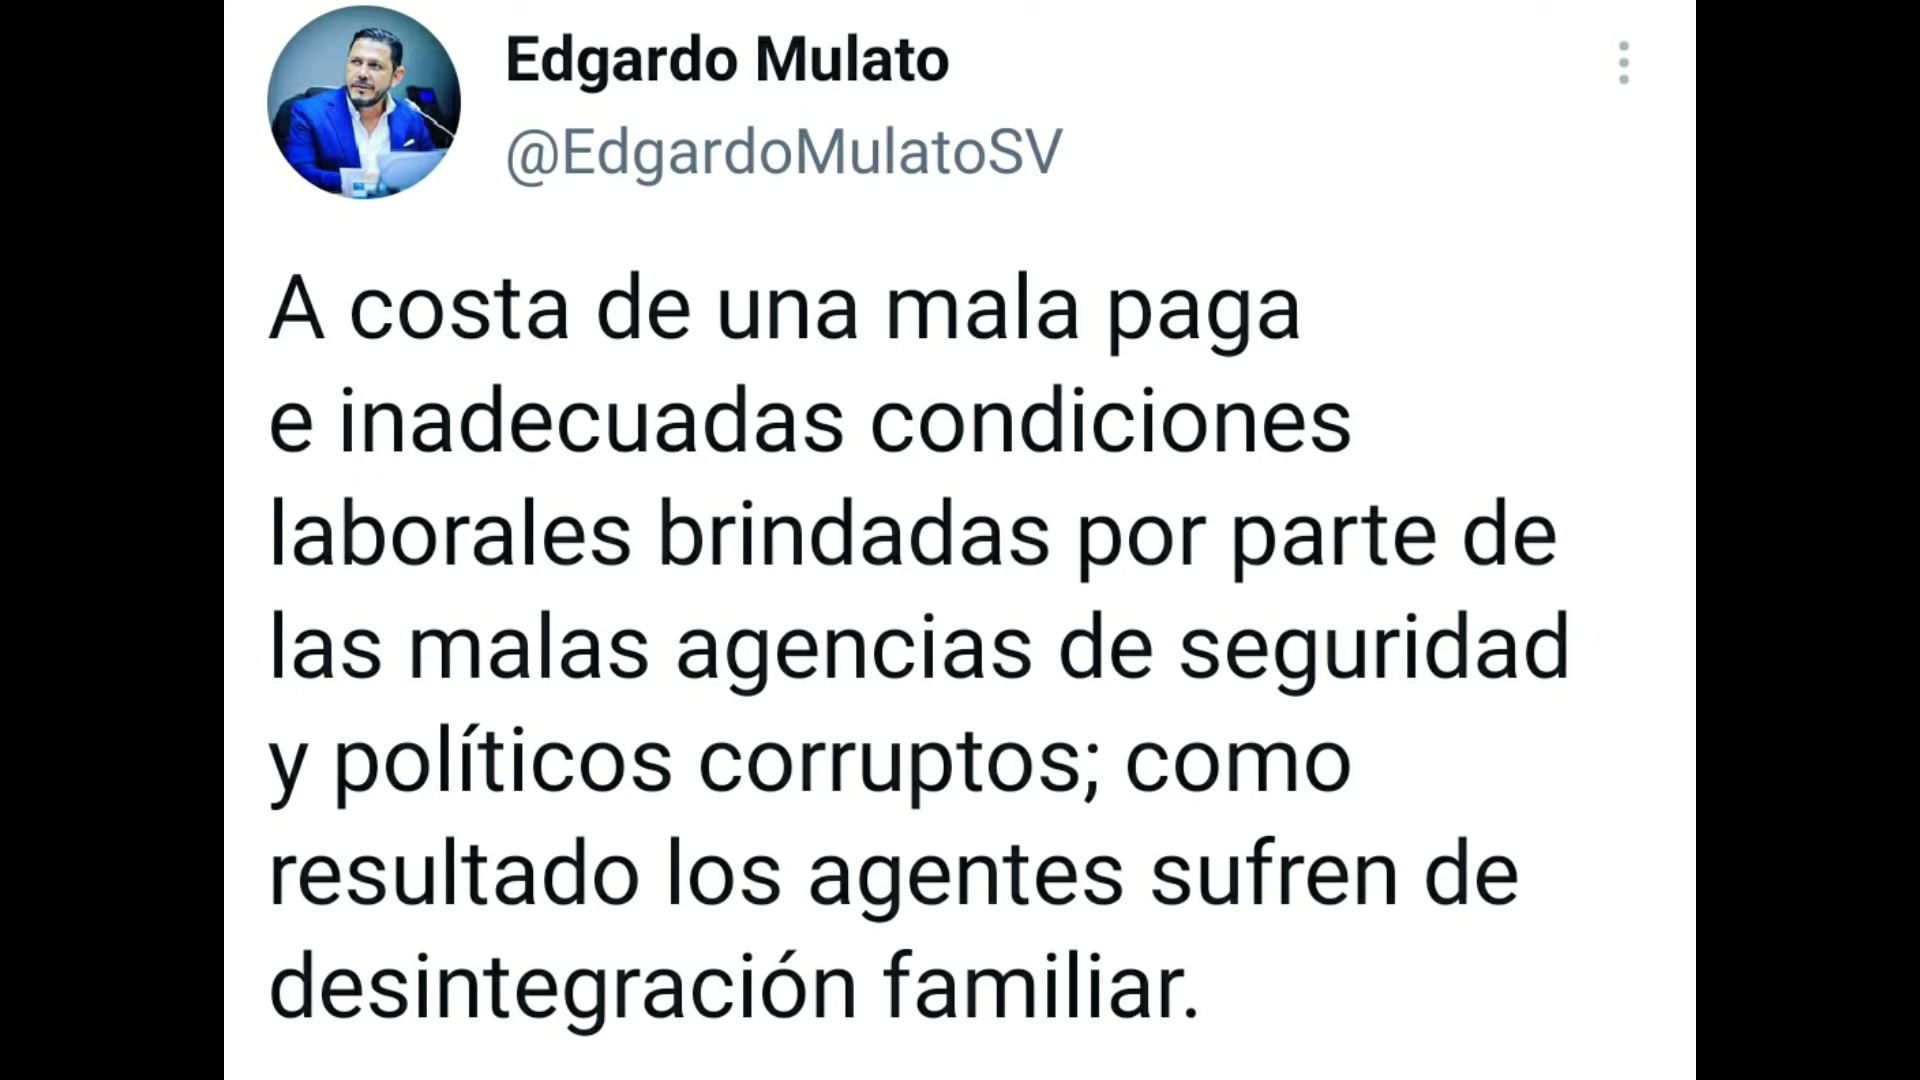 Edgardo Mulato
@EdgardoMulatoSV
A costa de una mala paga
e inadecuadas condiciones
laborales brindadas por parte de
las malas agencias de seguridad
y políticos corruptos; como
resultado los agentes sufren de
desintegración familiar.